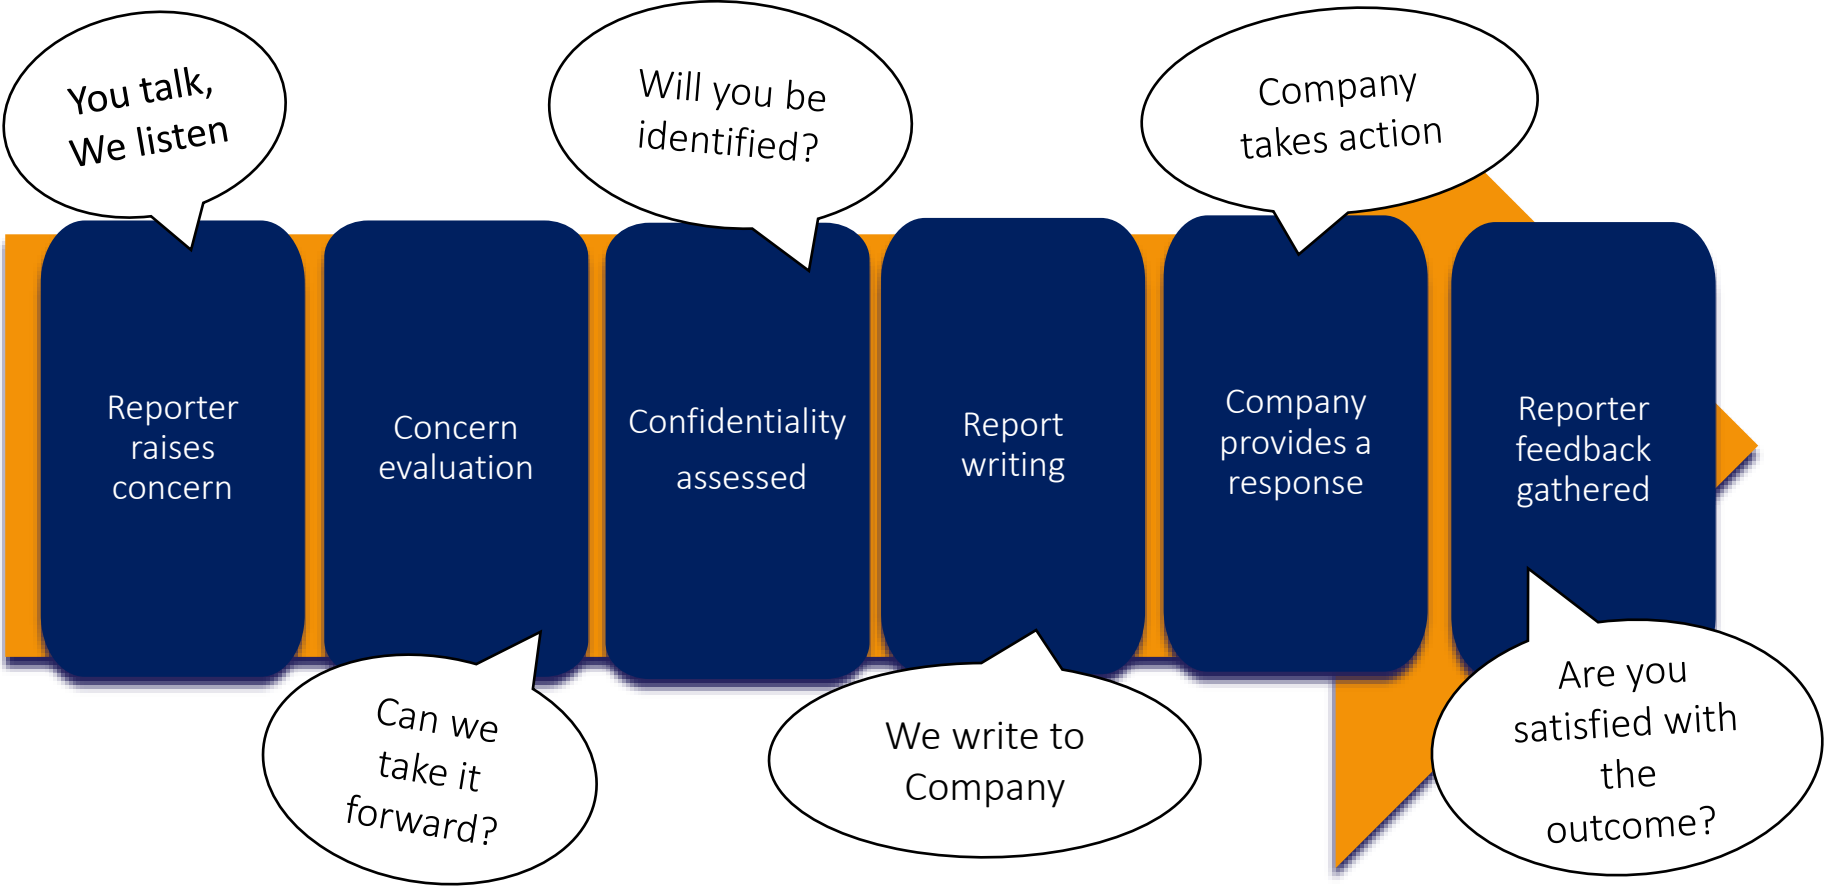 You talk,
We listen
Will you be
identified?
Company
takes action
Reporter
raises
concern
Concern
evaluation
Confidentiality
assessed
Report
writing
Company
provides a
response
Reporter
feedback
gathered
Can we
take it
forward?
We write to
Company
Are you
satisfied with
the
outcome?